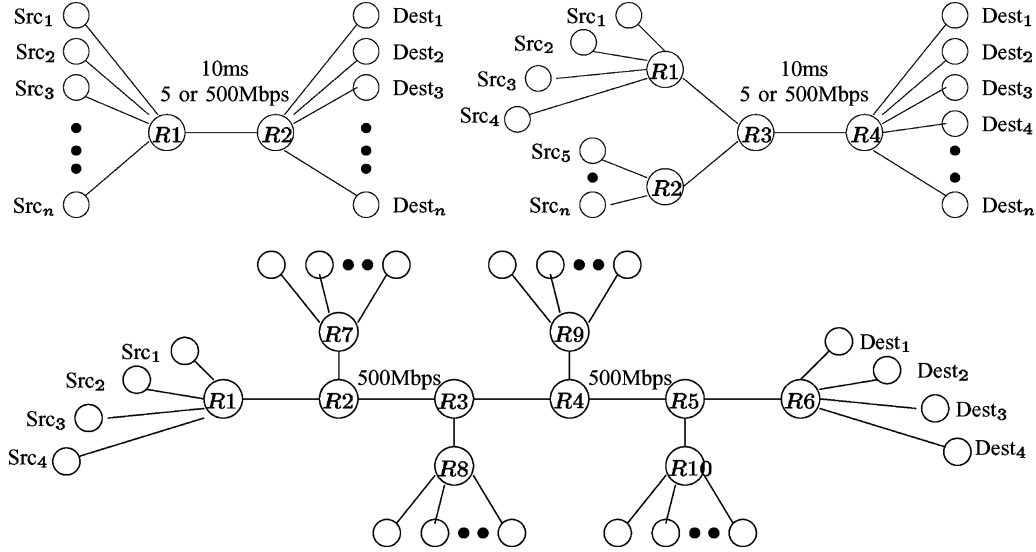 Src₁
Dest₁
Src₂
Dest₂
Src₃
Dest₃
10ms
5 or 500Mbps
R1
R2
Srcₙ
Destₙ
Src₁
Src₂
Src₃
Src₄
R1
10ms
5 or 500Mbps
Src₅
R2
Srcₙ
R3
R4
Dest₁
Dest₂
Dest₃
Dest₄
Destₙ
R7
R9
Src₁
Src₂
Src₃
Src₄
R1
R2
500Mbps
R3
R4
500Mbps
R5
R6
Dest₁
Dest₂
Dest₃
Dest₄
R8
R10